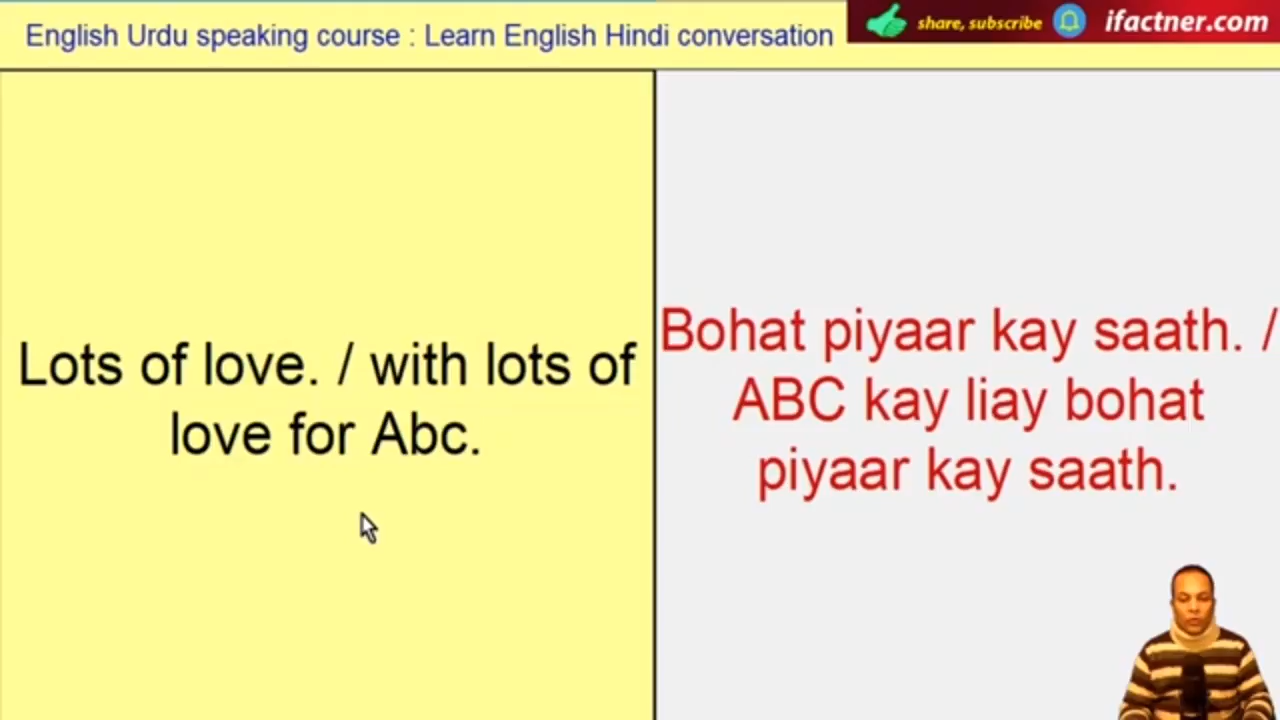 English Urdu speaking course : Learn English Hindi conversation
share, subscribe
ifactner.com
Lots of love. / with lots of
love for Abc.
Bohat piyaar kay saath. /
ABC kay liay bohat
piyaar kay saath.